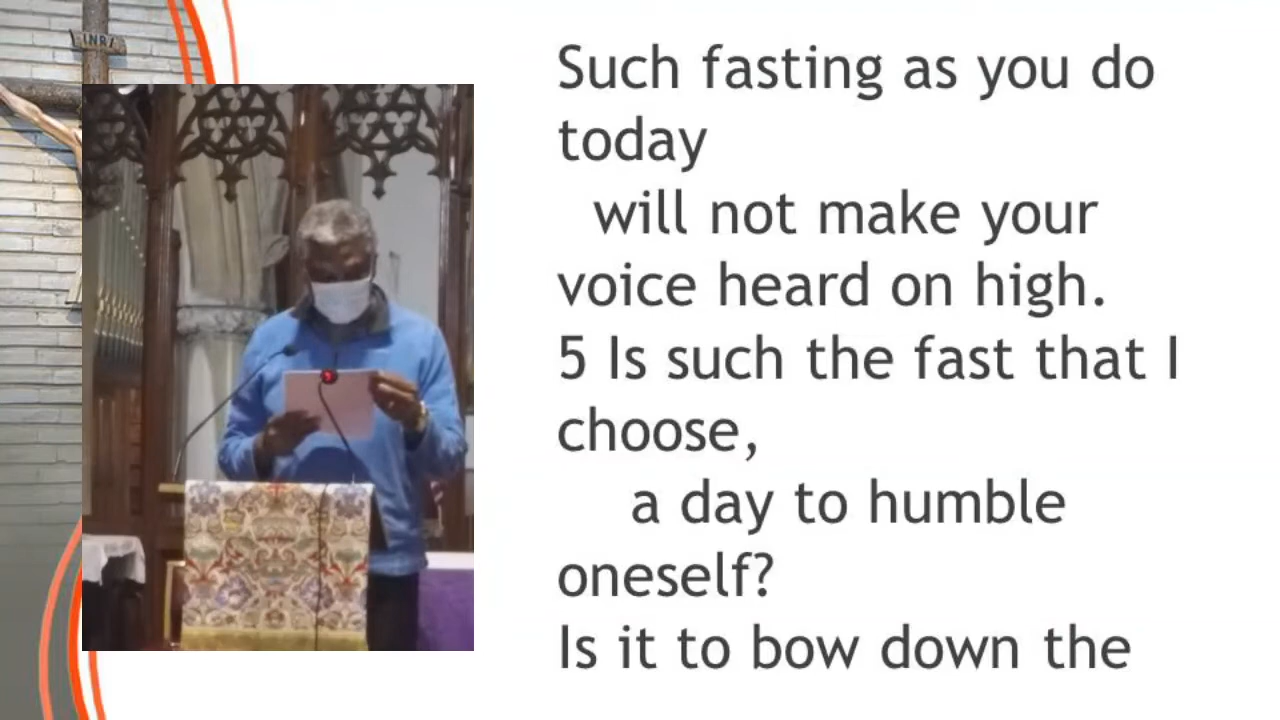 INRI
Such fasting as you do
today
will not make your
voice heard on high.
5 Is such the fast that I
choose,
a day to humble
oneself?
Is it to bow down the